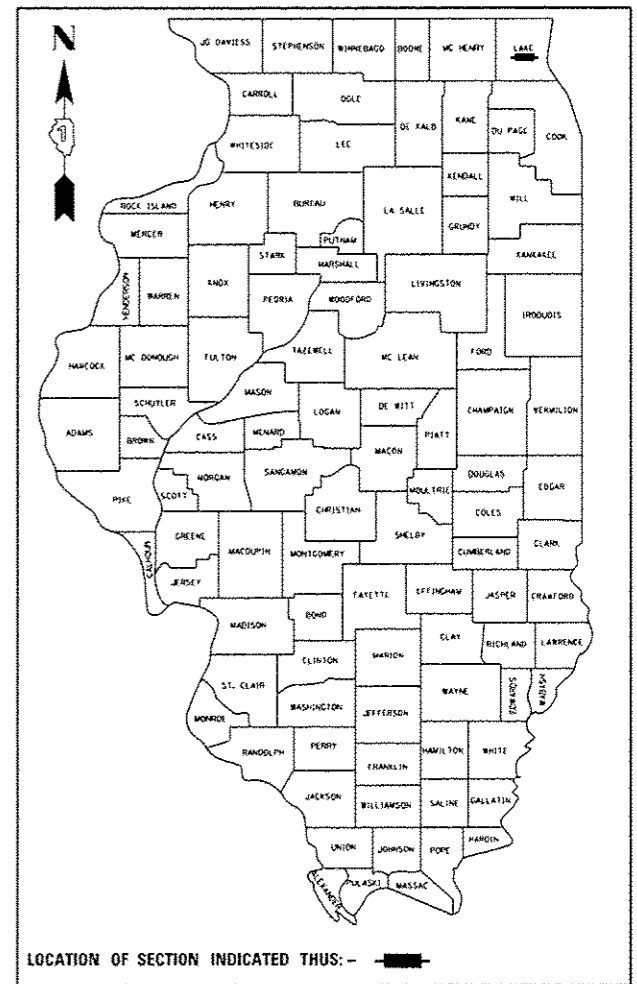 N
JO DAVIESS
STEPHENSON
WINNEBAGO
BOONE
MC HENRY
LAKE
CARROLL
OGLE
DE KALB
KANE
DU PAGE
COOK
WHITESIDE
LEE
KENDALL
WILL
ROCK ISLAND
HENRY
BUREAU
LA SALLE
GRUNDY
MERCER
PUTNAM
KANKAKEE
STARK
MARSHALL
HENDERSON
WARREN
KNOX
PEORIA
WOODFORD
LIVINGSTON
IROQUOIS
HANCOCK
MC DONOUGH
FULTON
TAZEWELL
MC LEAN
FORD
SCHUYLER
MASON
LOGAN
DE WITT
CHAMPAIGN
VERMILION
ADAMS
BROWN
CASS
MENARD
MACON
PIATT
PIKE
SCOTT
MORGAN
SANGAMON
MOULTRIE
DOUGLAS
EDGAR
CHRISTIAN
COLES
CALHOUN
GREENE
MACOUPIN
MONTGOMERY
SHELBY
CUMBERLAND
CLARK
JERSEY
FAYETTE
EFFINGHAM
JASPER
CRAWFORD
MADISON
BOND
CLAY
RICHLAND
LAWRENCE
CLINTON
MARION
ST. CLAIR
WAYNE
EDWARDS
WABASH
MONROE
WASHINGTON
JEFFERSON
RANDOLPH
PERRY
HAMILTON
WHITE
FRANKLIN
JACKSON
WILLIAMSON
SALINE
GALLATIN
UNION
JOHNSON
POPE
HARDIN
ALEXANDER
PULASKI
MASSAC
LOCATION OF SECTION INDICATED THUS: -